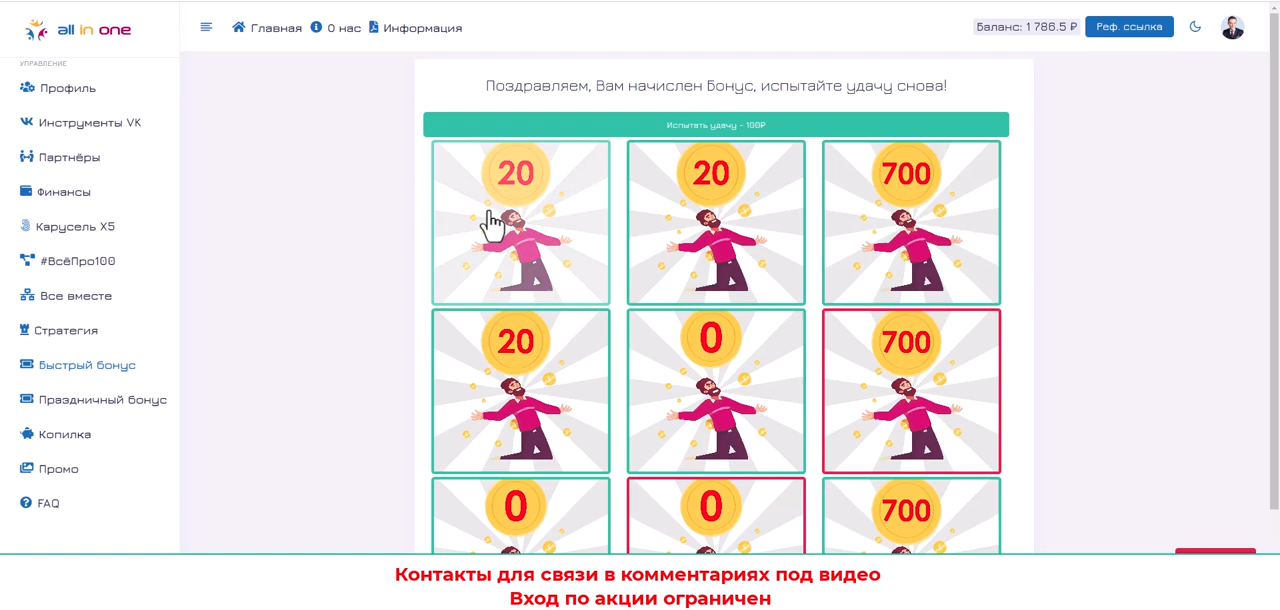 all in one
Главная
О нас
Информация
Баланс: 1 786.5 ₽
Реф. ссылка
УПРАВЛЕНИЕ
Профиль
Инструменты VK
Партнёры
Финансы
Карусель X5
#ВсёПро100
Все вместе
Стратегия
Быстрый бонус
Праздничный бонус
Копилка
Промо
FAQ
Поздравляем, Вам начислен Бонус, испытайте удачу снова!
Испытать удачу - 100₽
20
20
700
20
0
700
0
0
700
Контакты для связи в комментариях под видео
Вход по акции ограничен